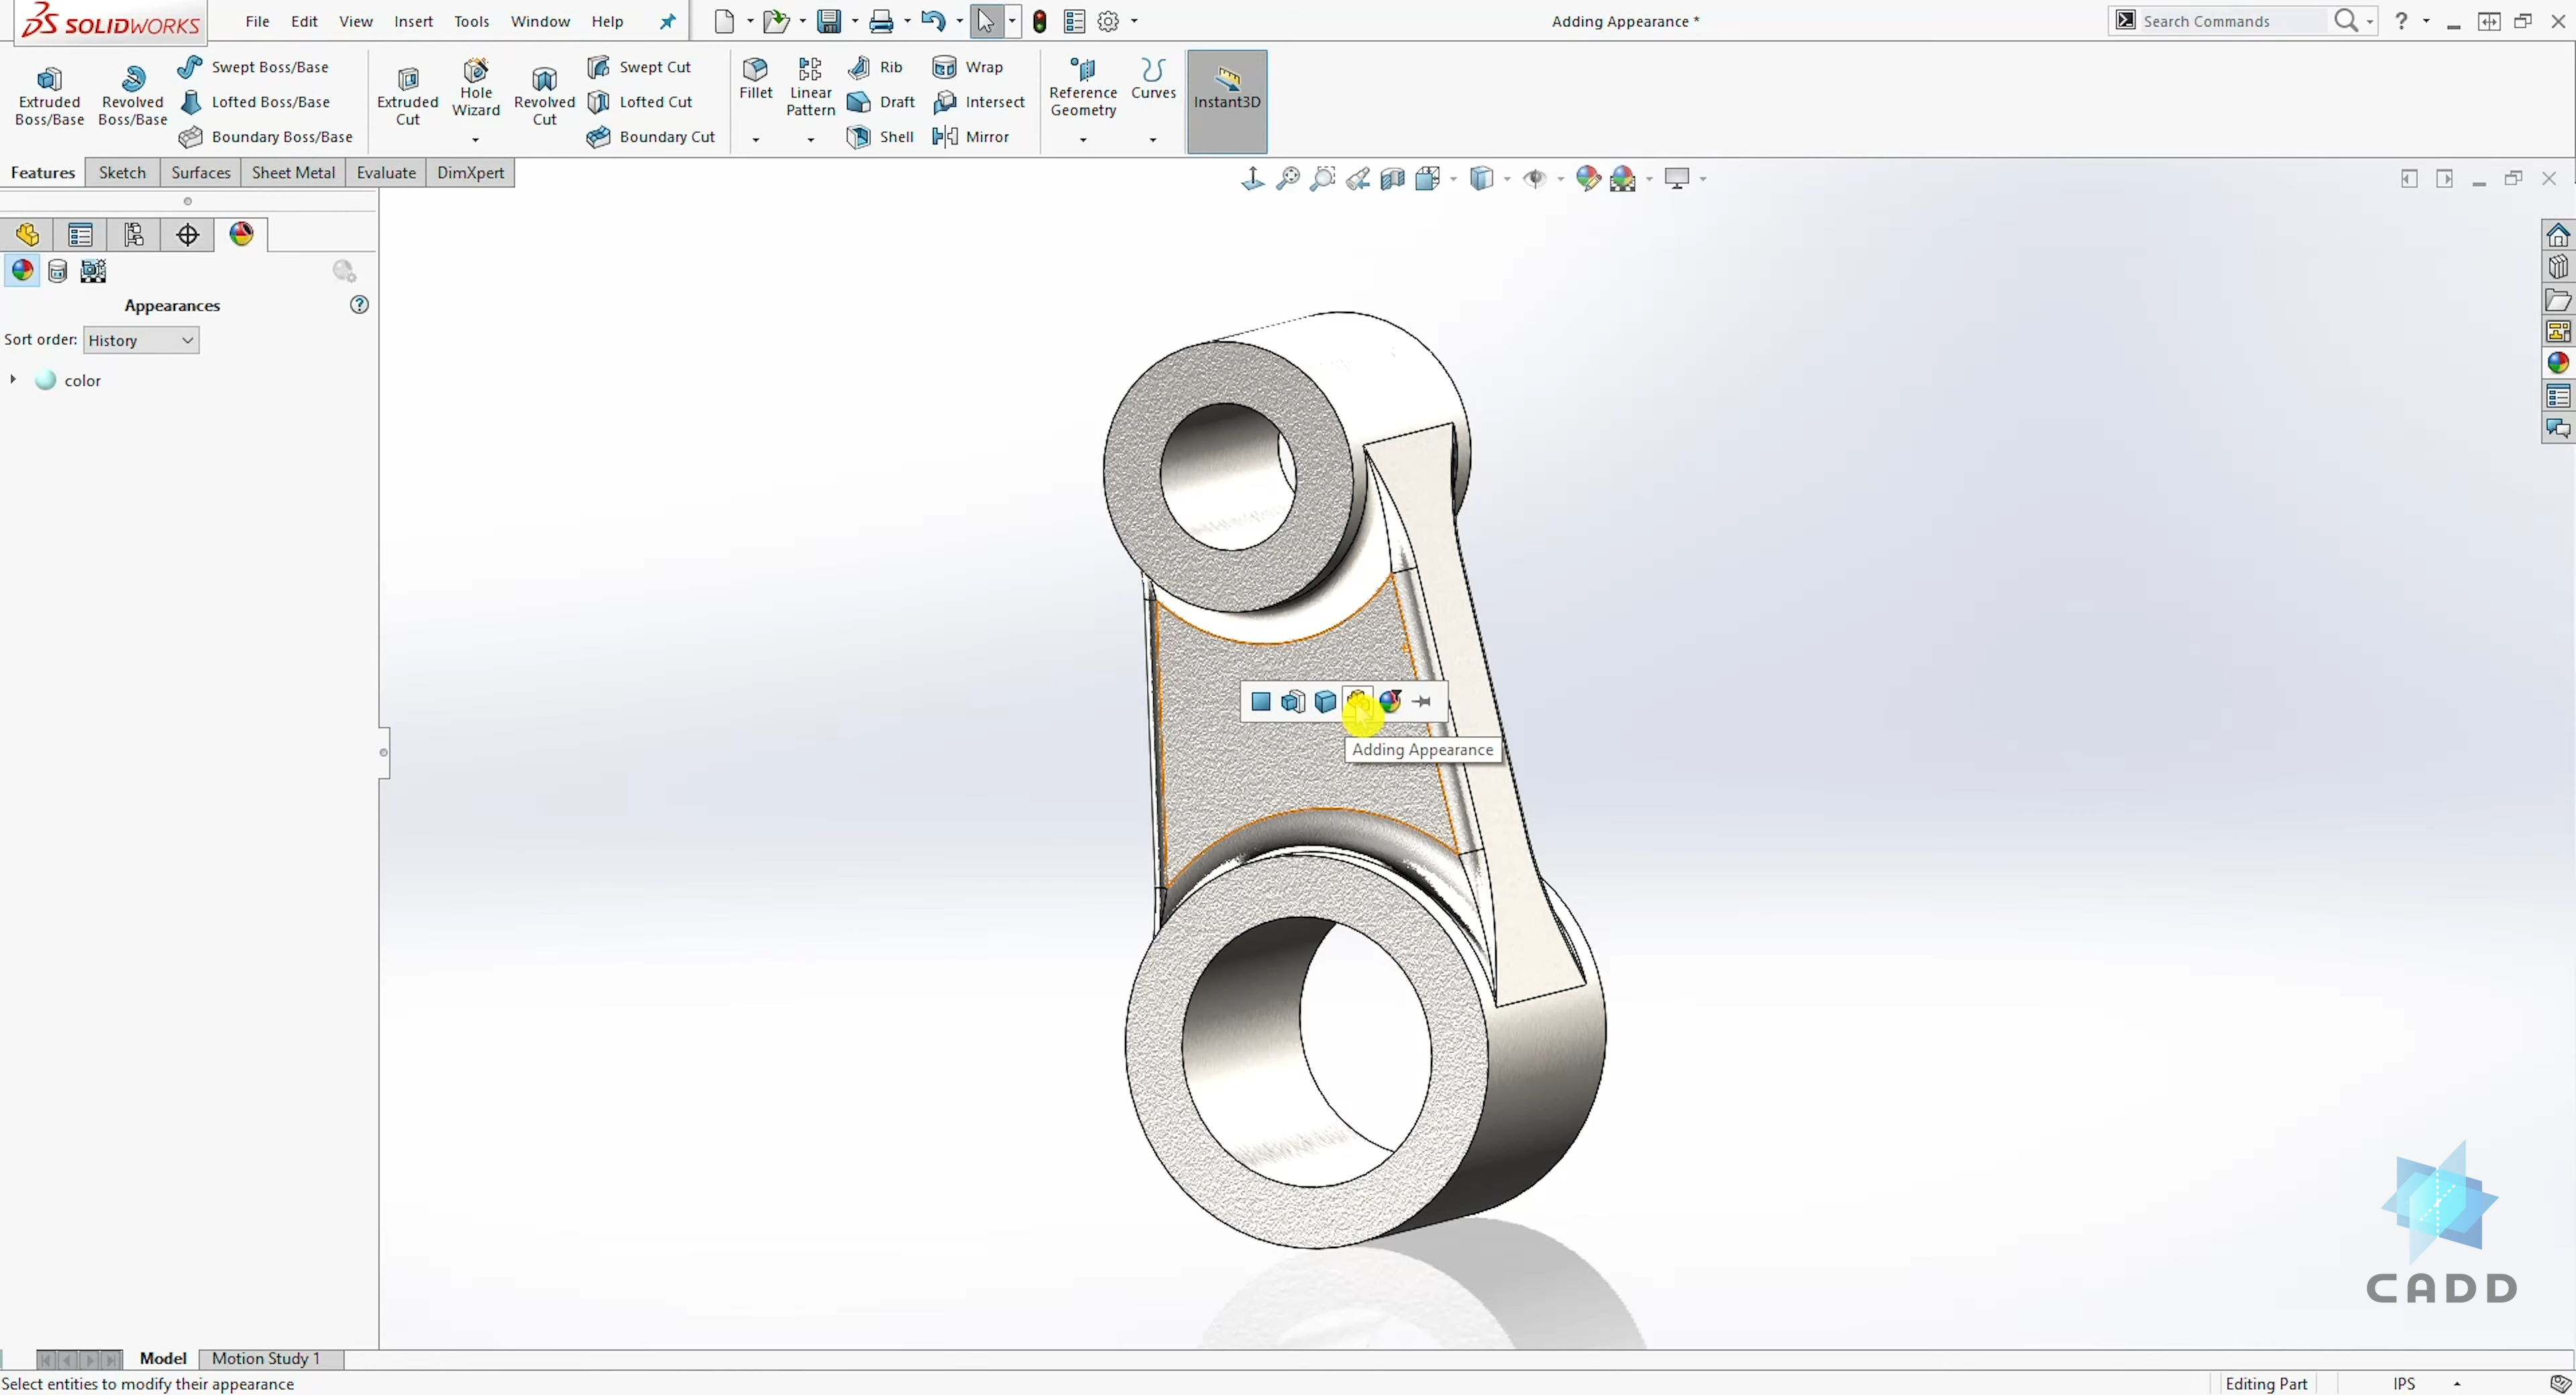 SOLIDWORKS File Edit View Insert Tools Window Help Adding Appearance * Search Commands ?
Extruded Boss/Base
Revolved Boss/Base
Swept Boss/Base
Lofted Boss/Base
Boundary Boss/Base
Extruded Cut
Hole Wizard
Revolved Cut
Swept Cut
Lofted Cut
Boundary Cut
Fillet
Linear Pattern
Rib
Draft
Shell
Wrap
Intersect
Mirror
Reference Geometry
Curves
Instant3D
Features Sketch Surfaces Sheet Metal Evaluate DimXpert
Appearances ?
Sort order: History
color
Adding Appearance
CADD
Model Motion Study 1
Select entities to modify their appearance Editing Part IPS